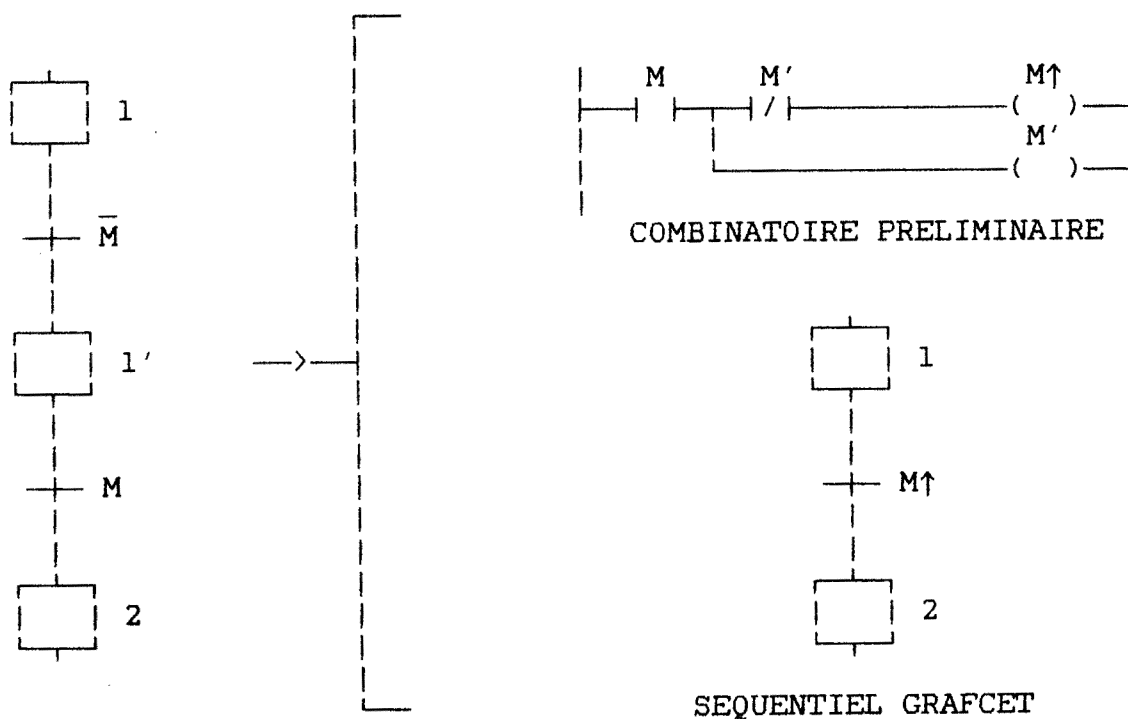 1
M̅
1'
M
2
M M' M↑
M'
COMBINATOIRE PRELIMINAIRE
1
M↑
2
SEQUENTIEL GRAFCET